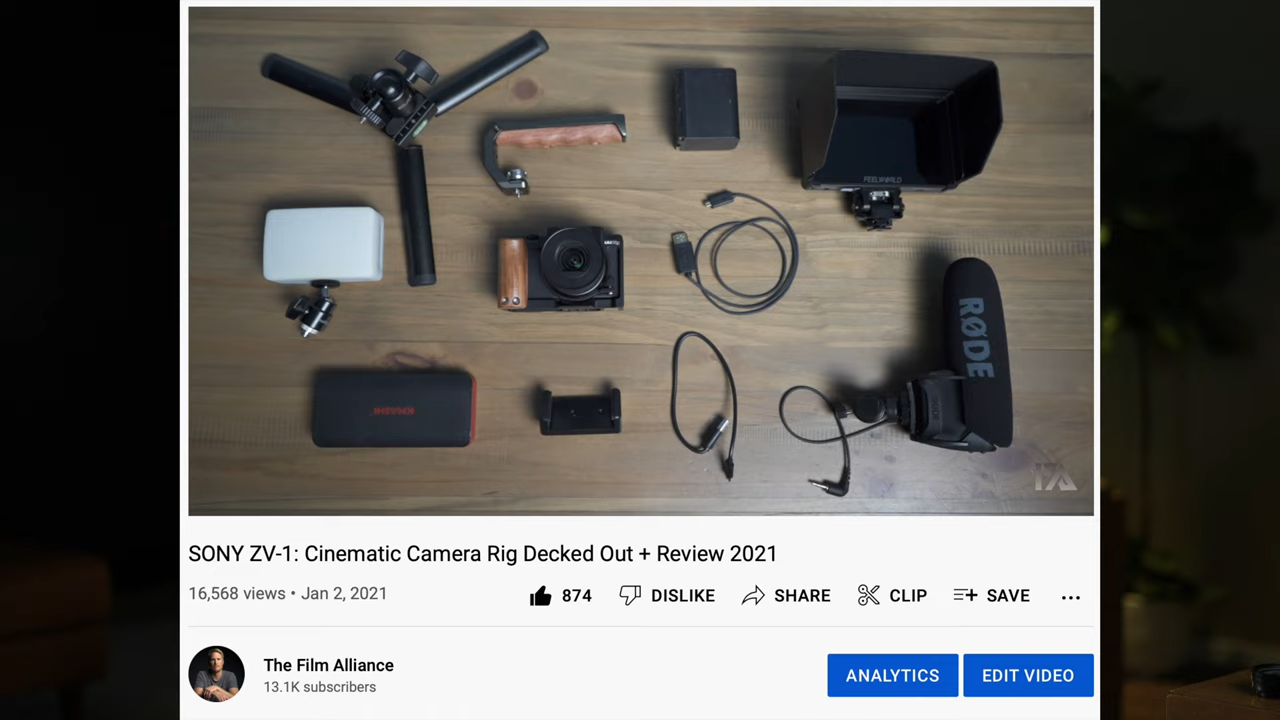 FEELWORLD
RØDE
SONY ZV-1: Cinematic Camera Rig Decked Out + Review 2021
16,568 views • Jan 2, 2021
874 DISLIKE SHARE CLIP SAVE
The Film Alliance
13.1K subscribers
ANALYTICS EDIT VIDEO